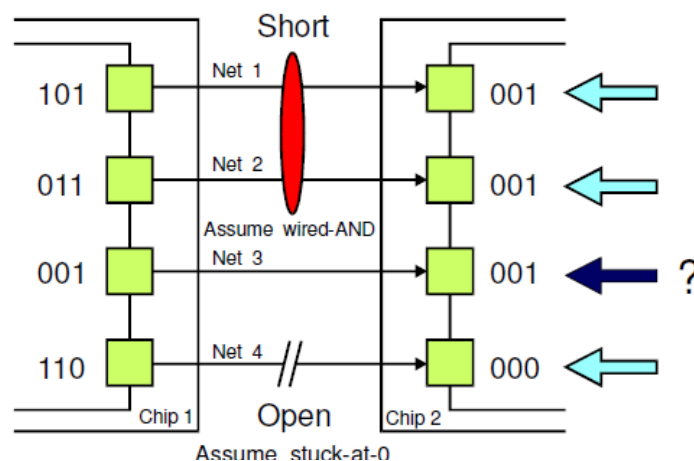 Short
Net 1
101
001
Net 2
011
001
Assume wired-AND
Net 3
001
001
?
Net 4
110
000
Chip 1
Open
Chip 2
Assume stuck-at-0